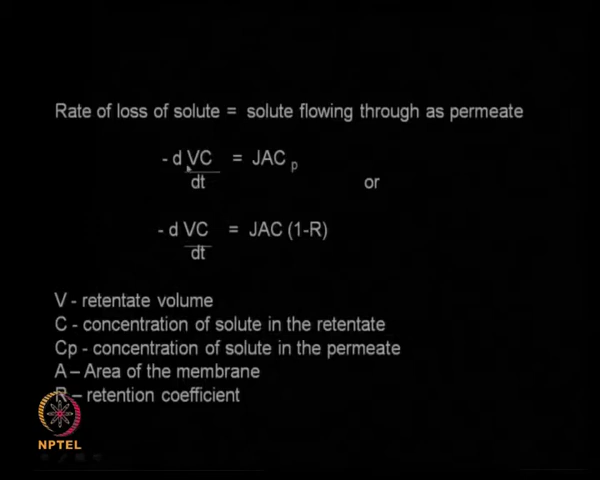 Rate of loss of solute = solute flowing through as permeate
- d VC = JAC p
dt
or
- d VC = JAC (1-R)
dt
V - retentate volume
C - concentration of solute in the retentate
Cp - concentration of solute in the permeate
A – Area of the membrane
R – retention coefficient
NPTEL